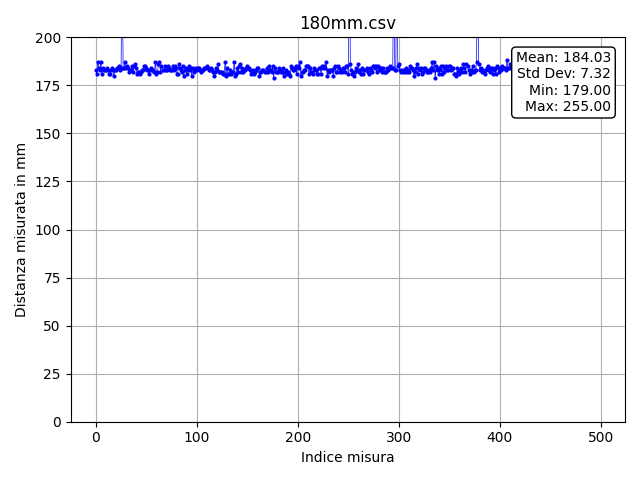 180mm.csv
Mean: 184.03
Std Dev: 7.32
Min: 179.00
Max: 255.00
Distanza misurata in mm
200
175
150
125
100
75
50
25
0
0 100 200 300 400 500
Indice misura